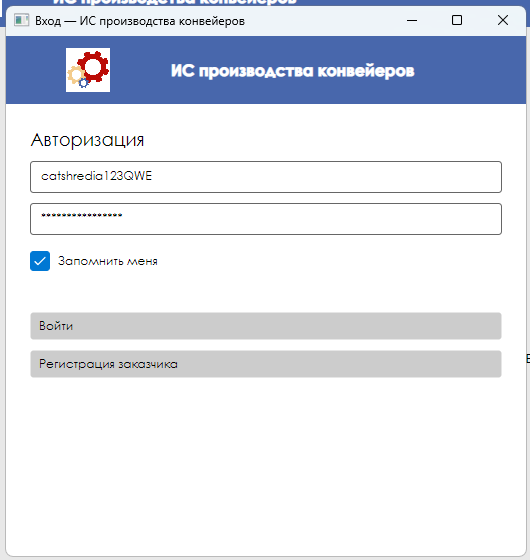 Вход — ИС производства конвейеров
ИС производства конвейеров
Авторизация
catshredia123QWE
****************
Запомнить меня
Войти
Регистрация заказчика